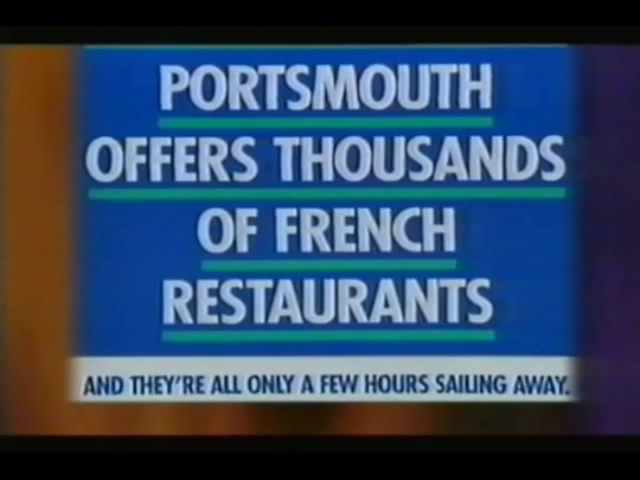 PORTSMOUTH
OFFERS THOUSANDS
OF FRENCH
RESTAURANTS
AND THEY'RE ALL ONLY A FEW HOURS SAILING AWAY.